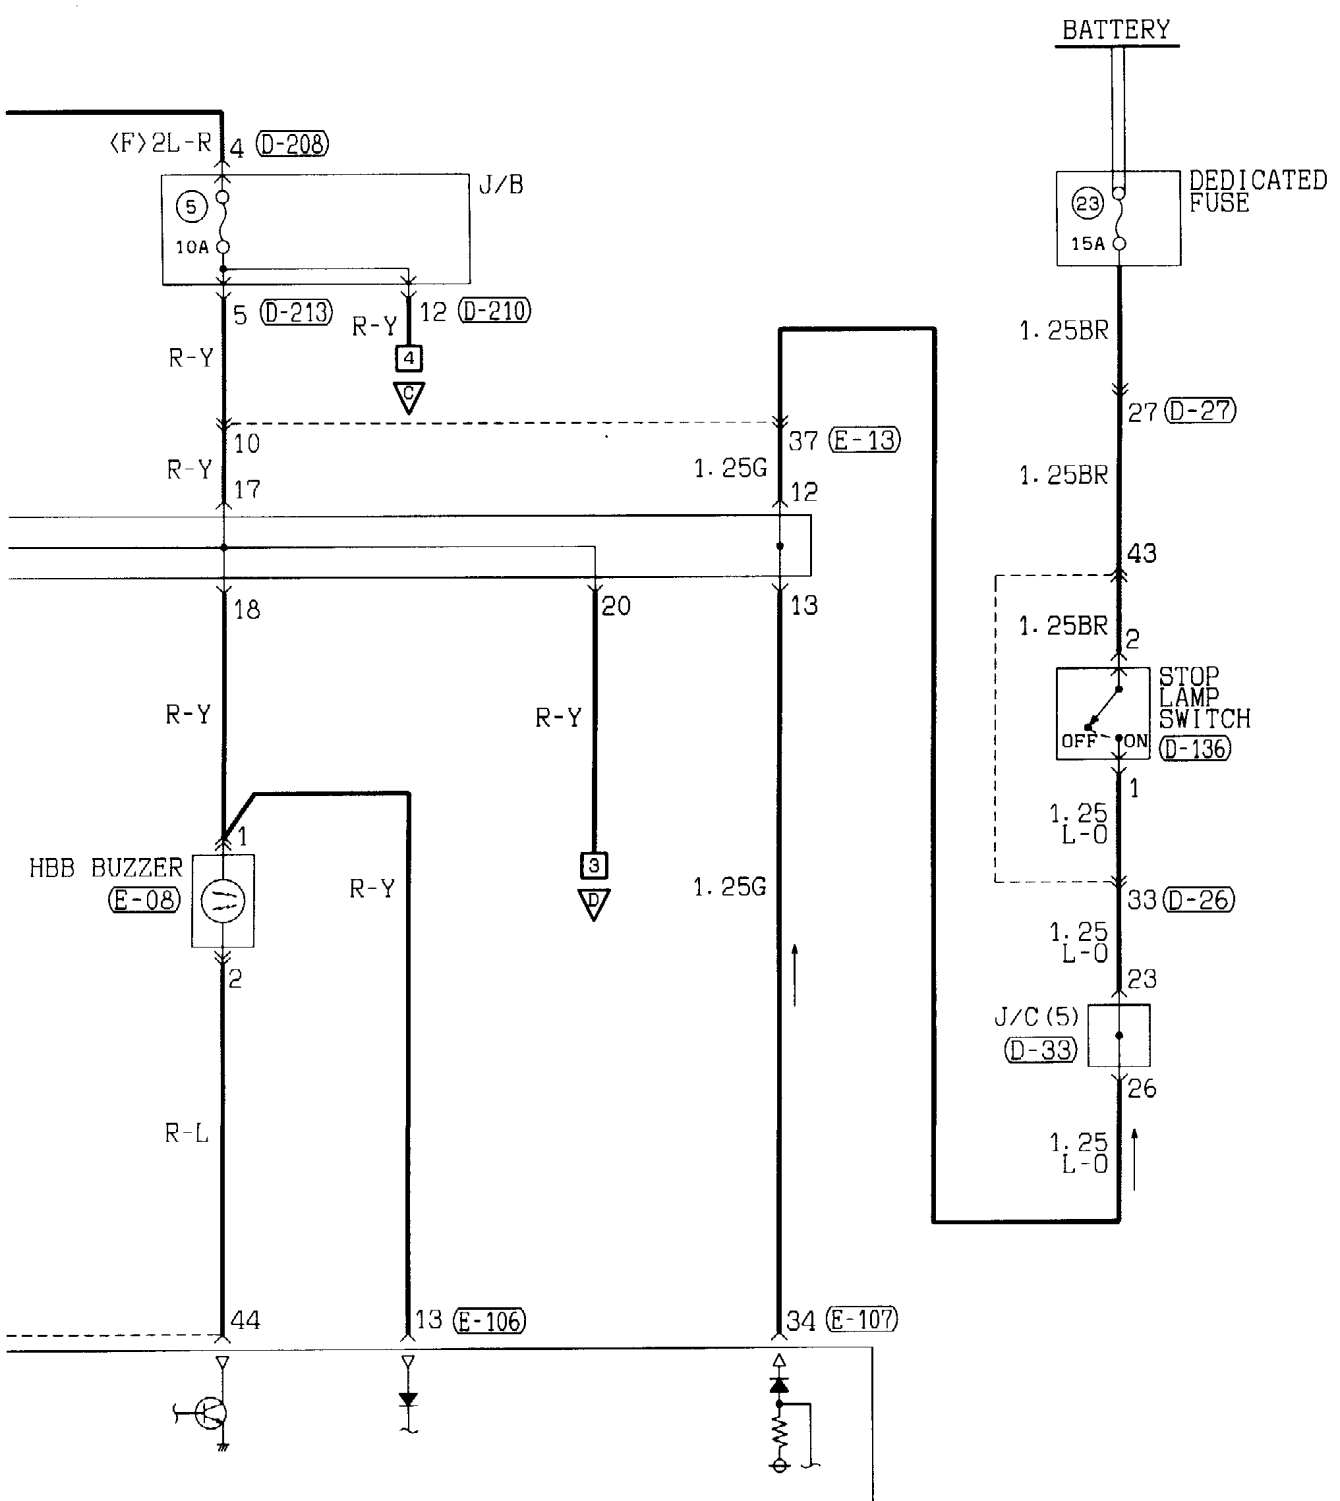 BATTERY
〈F〉2L-R
4 (D-208)
J/B
5
10A
DEDICATED
FUSE
23
15A
5 (D-213)
R-Y
12 (D-210)
R-Y
4
C
1.25BR
27 (D-27)
10
37 (E-13)
R-Y
1.25G
1.25BR
17
12
43
18
20
13
1.25BR
2
STOP
LAMP
SWITCH
(D-136)
OFF
ON
R-Y
R-Y
1
1.25
L-O
1
HBB BUZZER
(E-08)
R-Y
3
D
1.25G
33 (D-26)
1.25
L-O
2
23
J/C (5)
(D-33)
26
R-L
1.25
L-O
44
13 (E-106)
34 (E-107)